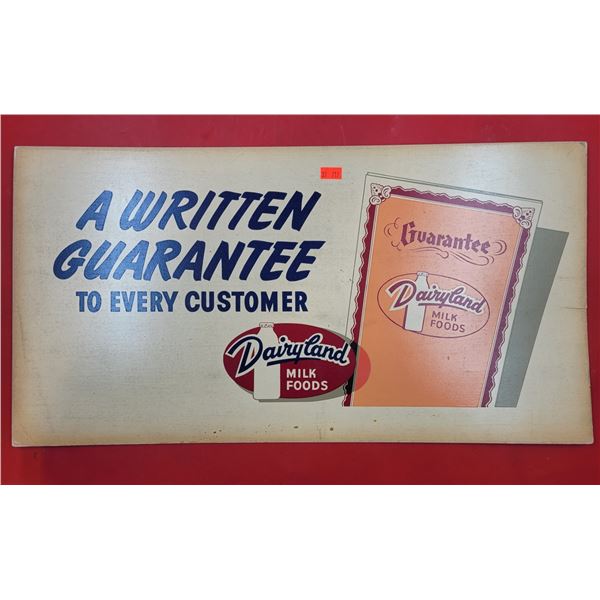 A WRITTEN
GUARANTEE
TO EVERY CUSTOMER
Dairyland
MILK
FOODS
Guarantee
Dairyland
MILK
FOODS